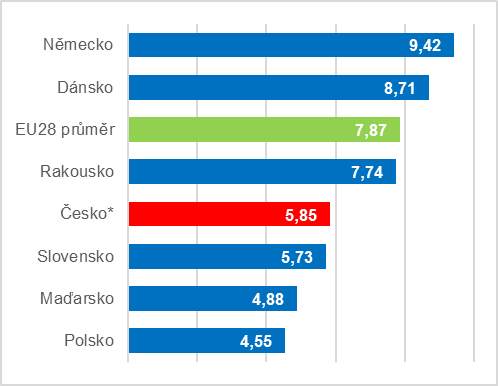 Německo 9,42
Dánsko 8,71
EU28 průměr 7,87
Rakousko 7,74
Česko* 5,85
Slovensko 5,73
Maďarsko 4,88
Polsko 4,55